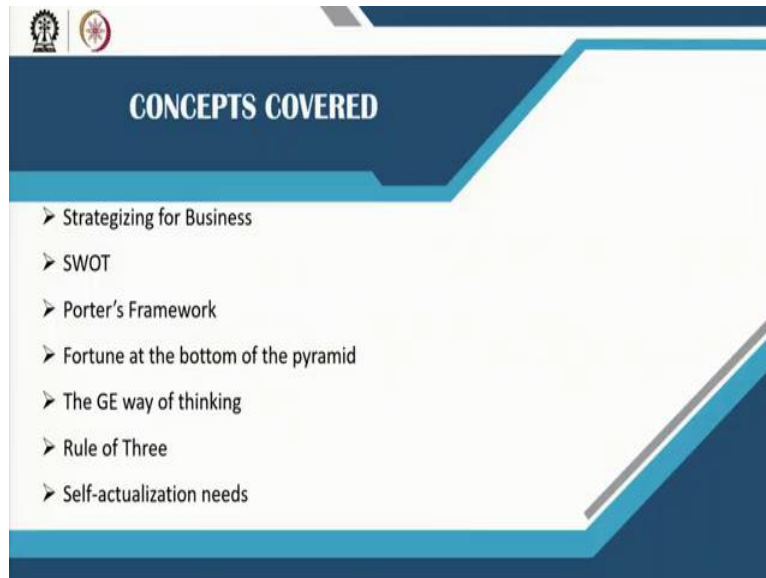 CONCEPTS COVERED
➢ Strategizing for Business
➢ SWOT
➢ Porter's Framework
➢ Fortune at the bottom of the pyramid
➢ The GE way of thinking
➢ Rule of Three
➢ Self-actualization needs